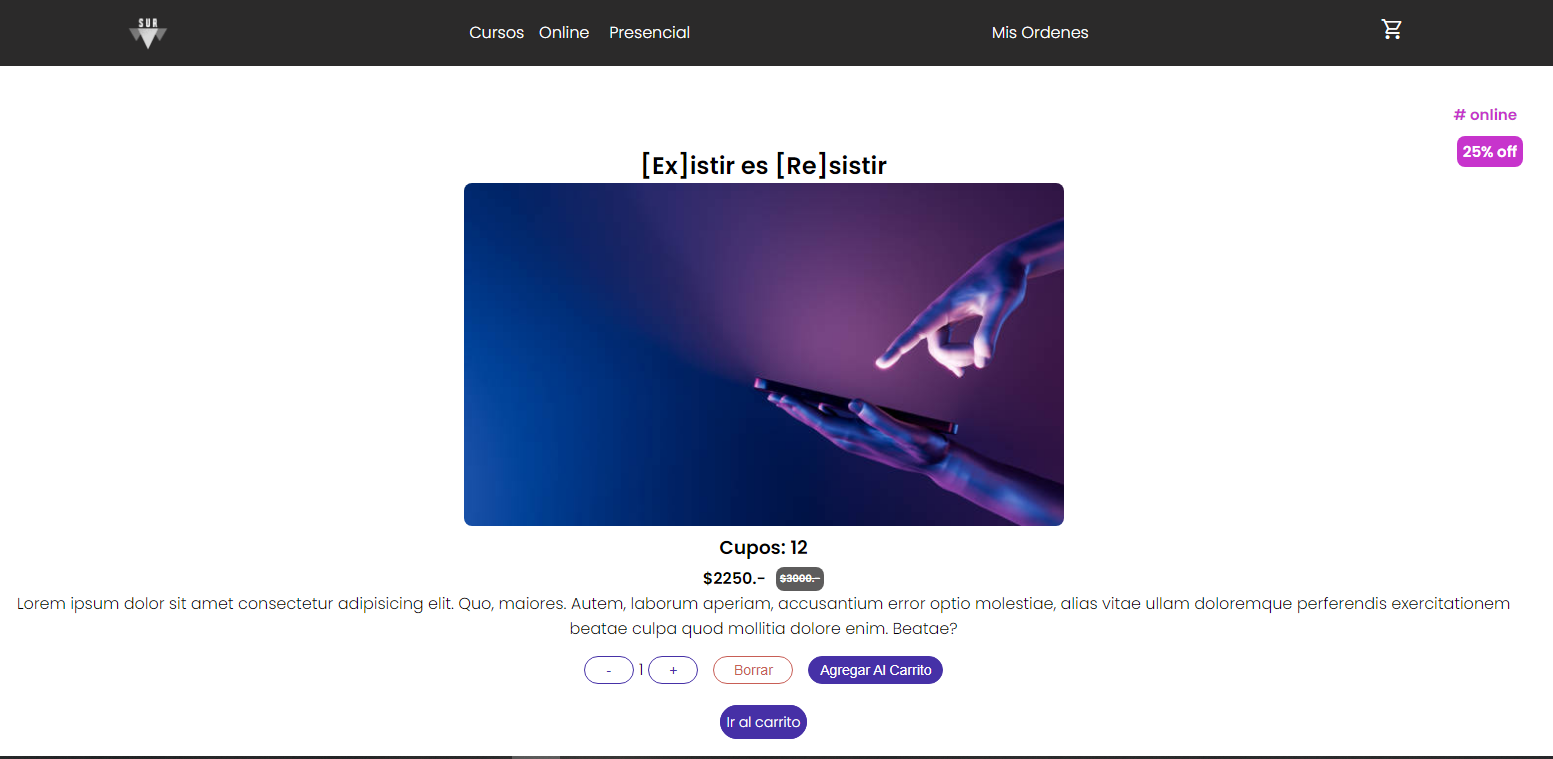 SUR
Cursos Online Presencial Mis Ordenes
# online
25% off
[Ex]istir es [Re]sistir
Cupos: 12
$2250.- $3000.-
Lorem ipsum dolor sit amet consectetur adipisicing elit. Quo, maiores. Autem, laborum aperiam, accusantium error optio molestiae, alias vitae ullam doloremque perferendis exercitationem
beatae culpa quod mollitia dolore enim. Beatae?
- 1 + Borrar Agregar Al Carrito
Ir al carrito